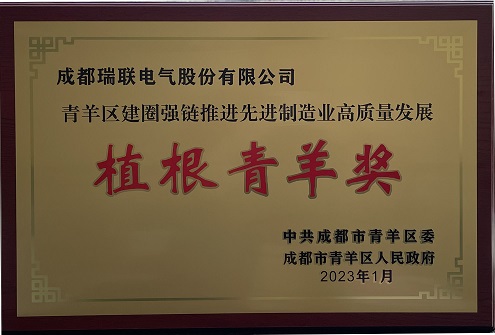 成都瑞联电气股份有限公司
青羊区建圈强链推进先进制造业高质量发展
植根青羊奖
中共成都市青羊区委
成都市青羊区人民政府
2023年1月